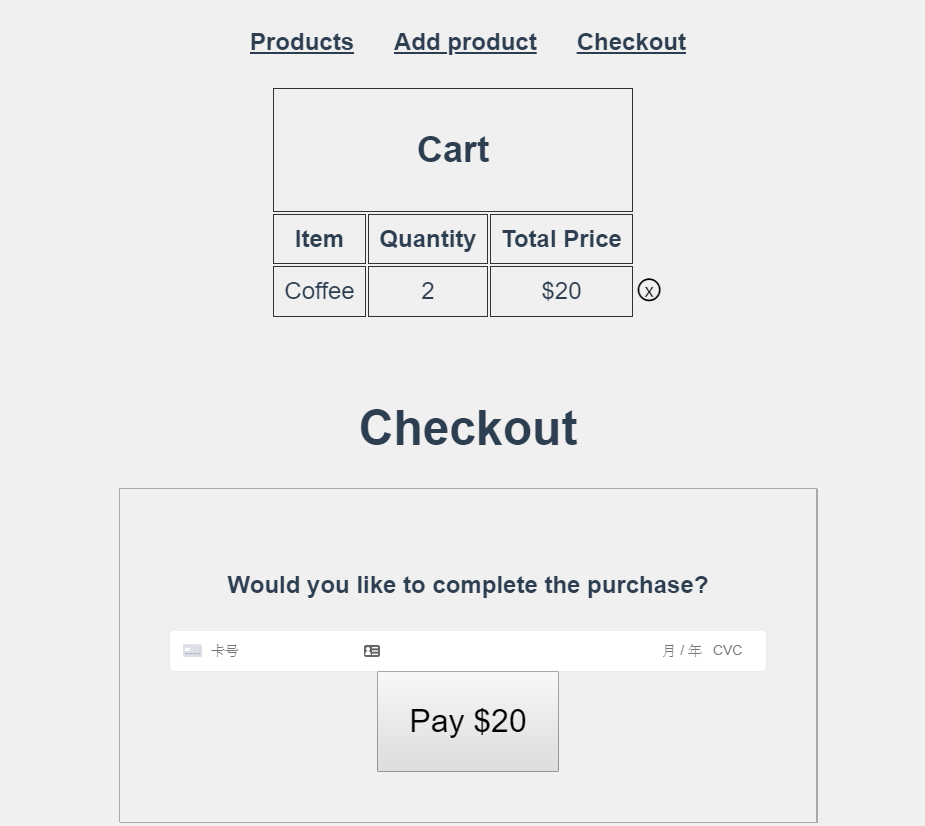 Products Add product Checkout
Cart
Item Quantity Total Price
Coffee 2 $20 x
Checkout
Would you like to complete the purchase?
卡号 月 / 年 CVC
Pay $20